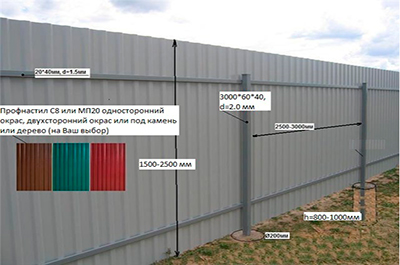 20*40мм, d=1.5мм
Профнастил С8 или МП20 односторонний
окрас, двухсторонний окрас или под камень
или дерево (на Ваш выбор)
3000*60*40,
d=2.0 мм
2500-3000мм
1500-2500 мм
h=800-1000мм
Ø200мм